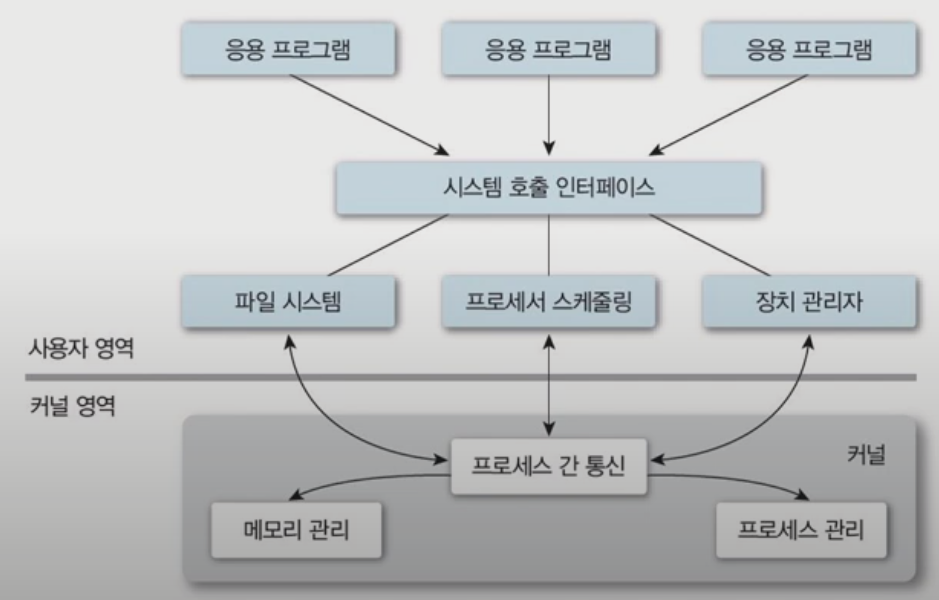 응용 프로그램
응용 프로그램
응용 프로그램
시스템 호출 인터페이스
파일 시스템
프로세서 스케줄링
장치 관리자
사용자 영역
커널 영역
커널
프로세스 간 통신
메모리 관리
프로세스 관리